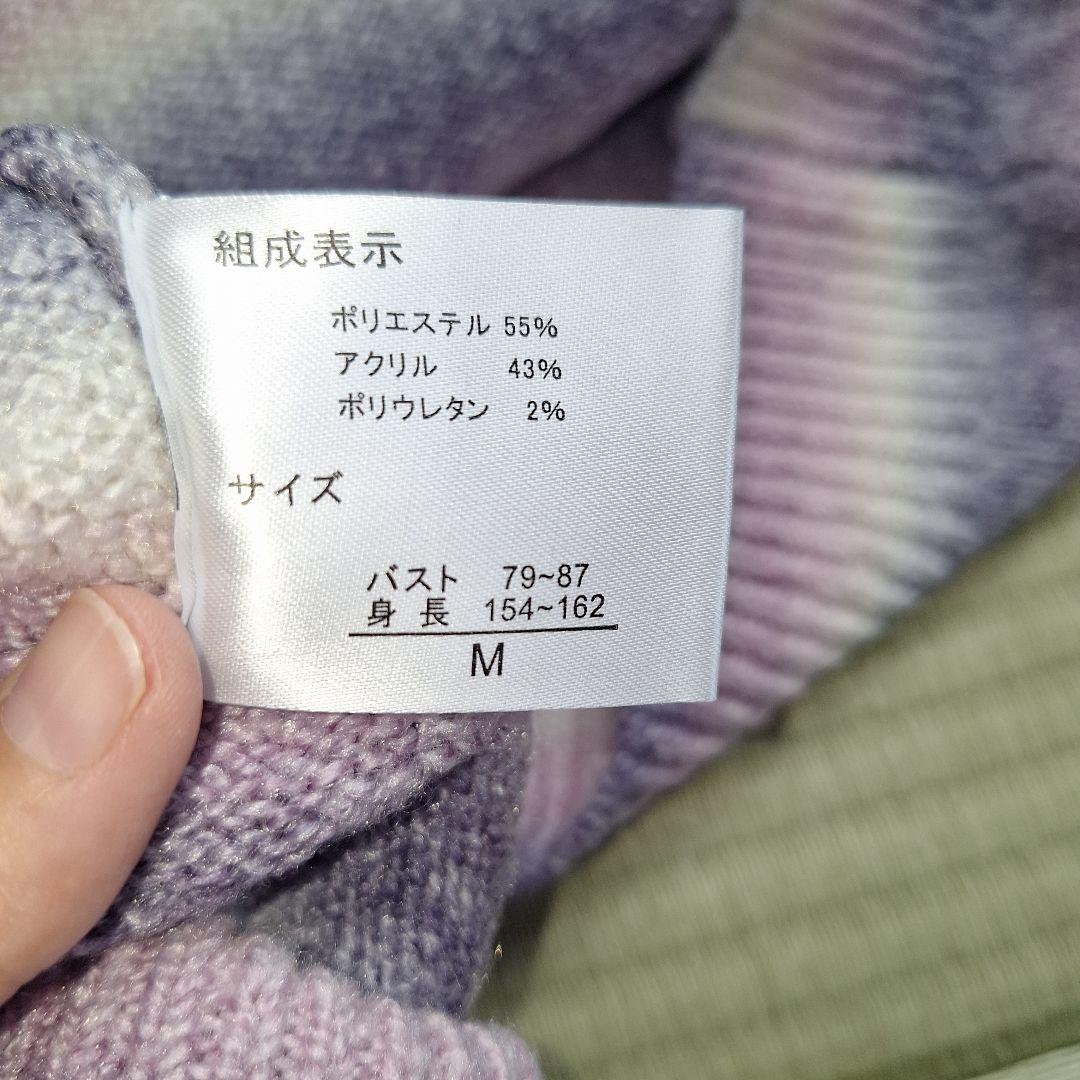 組成表示
ポリエステル 55%
アクリル 43%
ポリウレタン 2%
サイズ
バスト 79~87
身長 154~162
M